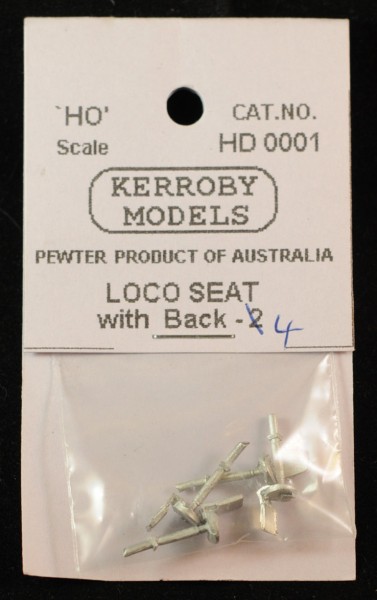 `HO' CAT.NO.
Scale HD 0001
KERROBY
MODELS
PEWTER PRODUCT OF AUSTRALIA
LOCO SEAT
with Back -2 4